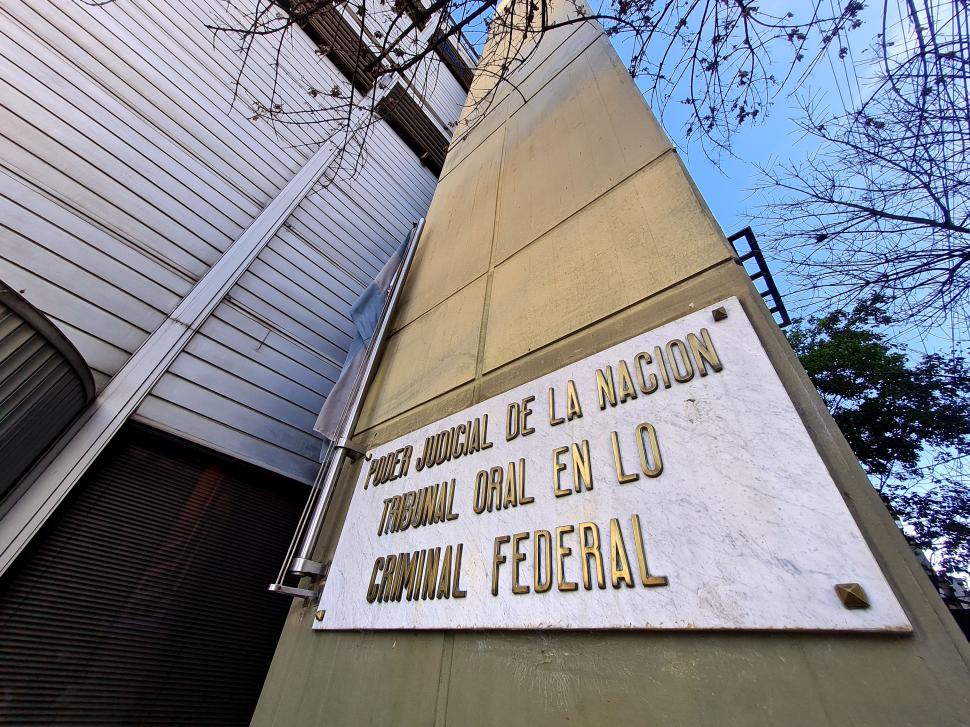 PODER JUDICIAL DE LA NACION
TRIBUNAL ORAL EN LO
CRIMINAL FEDERAL